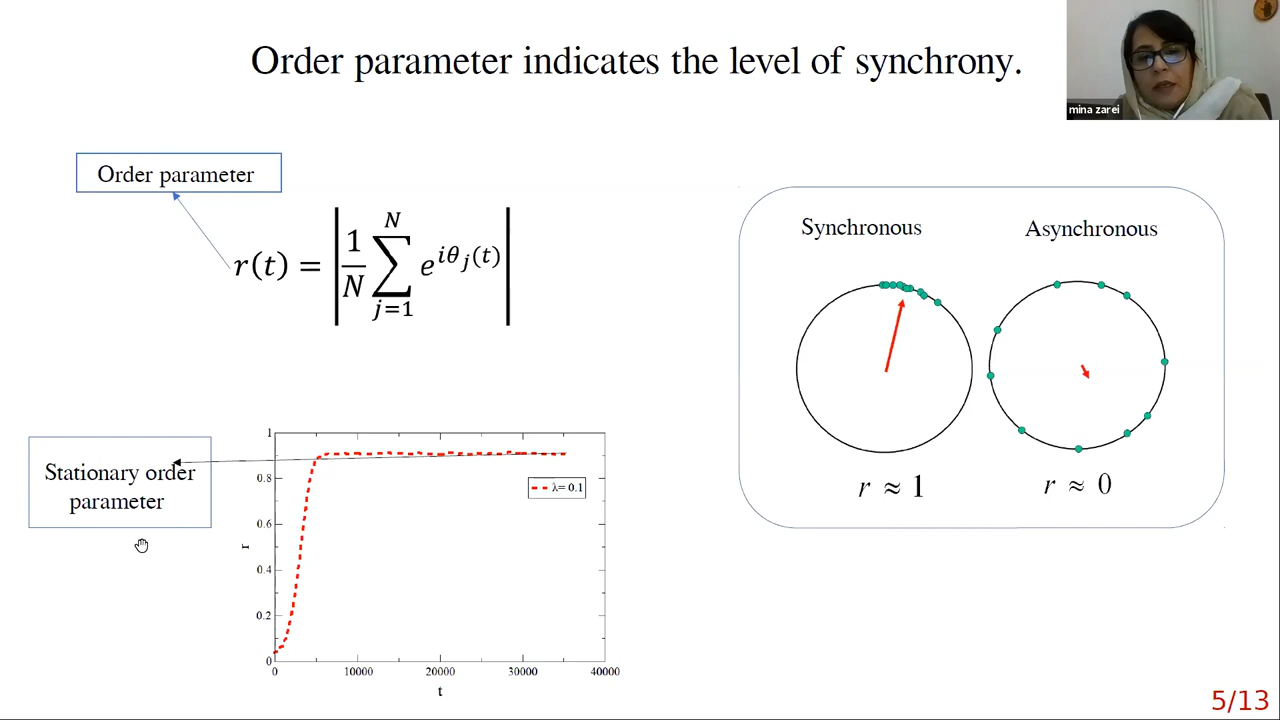 Order parameter indicates the level of synchrony.
mina zarei
Order parameter
r(t) = | 1/N ∑_{j=1}^{N} e^{iθ_j(t)} |
Synchronous
Asynchronous
r ≈ 1
r ≈ 0
Stationary order
parameter
1
0.8
0.6
0.4
0.2
0
r
λ= 0.1
0 10000 20000 30000 40000
t
5/13